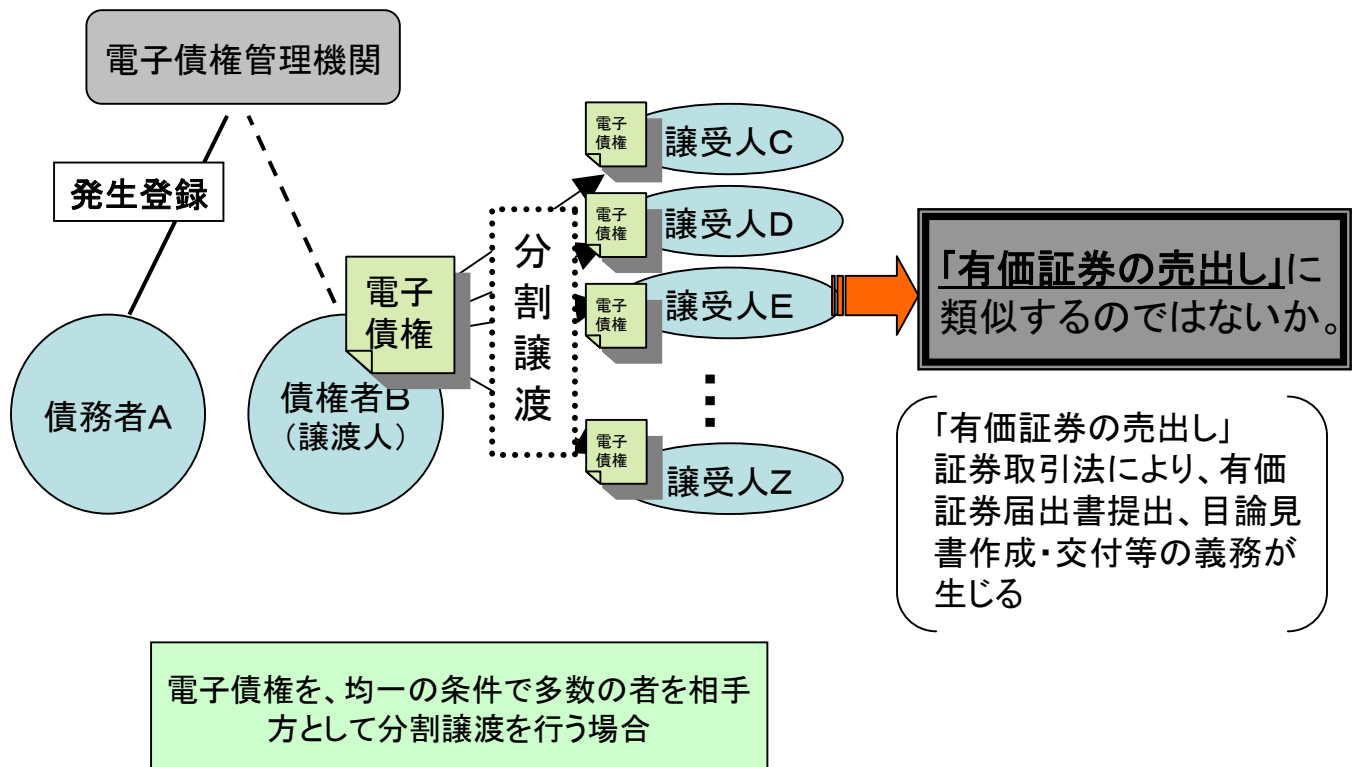 電子債権管理機関
発生登録
債務者A
債権者B
（譲渡人）
電子
債権
分
割
譲
渡
電子
債権
譲受人C
電子
債権
譲受人D
電子
債権
譲受人E
電子
債権
譲受人Z
「有価証券の売出し」に
類似するのではないか。
「有価証券の売出し」
証券取引法により、有価
証券届出書提出、目論見
書作成・交付等の義務が
生じる
電子債権を、均一の条件で多数の者を相手
方として分割譲渡を行う場合